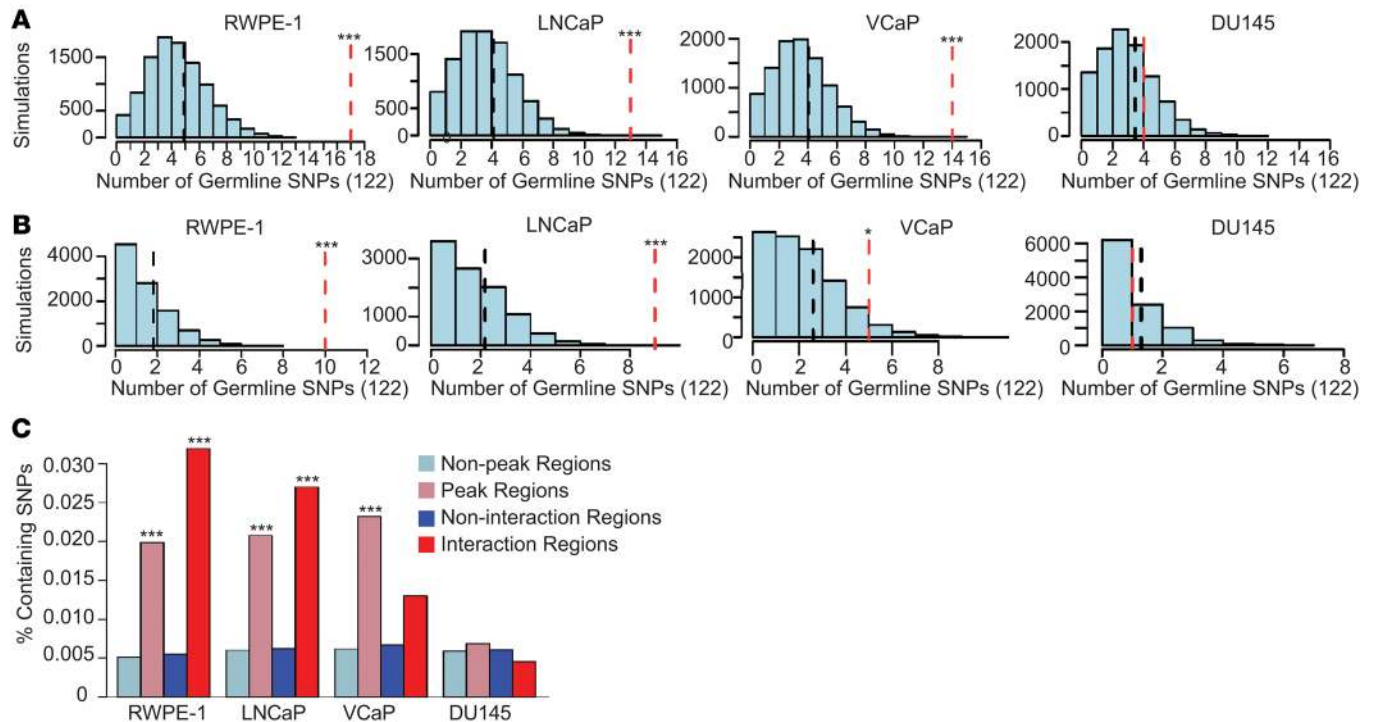 A
RWPE-1
LNCaP
VCaP
DU145
***
***
***
Simulations
1500
500
0
1500
500
0
2000
1000
0
2000
1000
0
0 2 4 6 8 10 12 14 16 18
0 2 4 6 8 10 12 14 16
0 2 4 6 8 10 12 14 16
0 2 4 6 8 10 12 14 16
Number of Germline SNPs (122)
Number of Germline SNPs (122)
Number of Germline SNPs (122)
Number of Germline SNPs (122)
B
RWPE-1
LNCaP
VCaP
DU145
***
***
*
Simulations
4000
2000
0
3000
1000
0
2000
1000
0
6000
4000
2000
0
0 2 4 6 8 10 12
0 2 4 6 8
0 2 4 6 8
0 2 4 6 8
Number of Germline SNPs (122)
Number of Germline SNPs (122)
Number of Germline SNPs (122)
Number of Germline SNPs (122)
C
% Containing SNPs
0.030
0.025
0.020
0.015
0.010
0.005
0
***
***
***
***
***
Non-peak Regions
Peak Regions
Non-interaction Regions
Interaction Regions
RWPE-1
LNCaP
VCaP
DU145